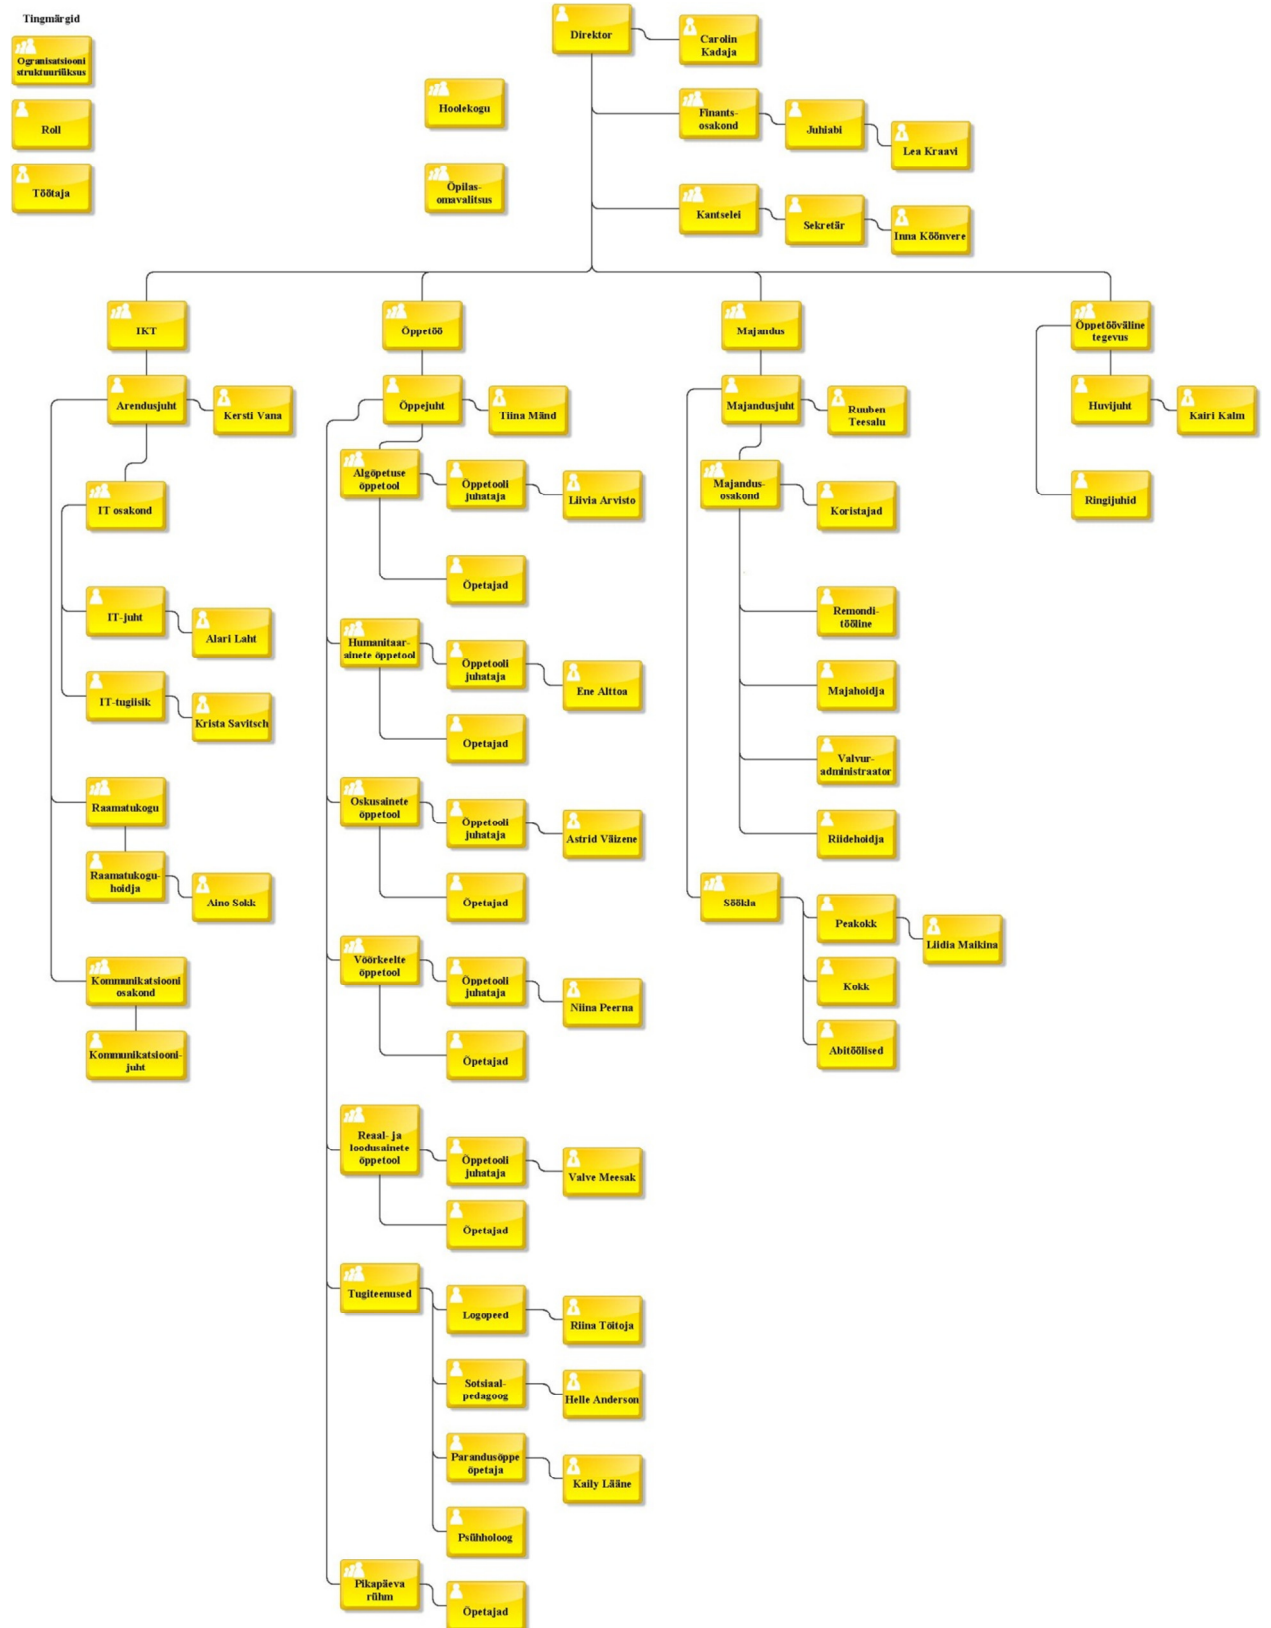 Tingmärgid
Ogranisatsiooni
struktuuriüksus
Roll
Töötaja
Direktor
Carolin
Kadaja
Hoolekogu
Õpilas-
omavalitsus
Finants-
osakond
Juhiabi
Lea Kraavi
Kantselei
Sekretär
Inna Köönvere
IKT
Arendusjuht
Kersti Vana
IT osakond
IT-juht
Alari Laht
IT-tugiisik
Krista Savitsch
Raamatukogu
Raamatukogu-
hoidja
Aino Sokk
Kommunikatsiooni
osakond
Kommunikatsiooni-
juht
Õppetöö
Õppejuht
Tiina Mänd
Algõpetuse
õppetool
Õppetooli
juhataja
Liivia Arvisto
Õpetajad
Humanitaar-
ainete õppetool
Õppetooli
juhataja
Ene Alttoa
Opetajad
Oskusainete
õppetool
Õppetooli
juhataja
Astrid Väizene
Õpetajad
Võõrkeelte
õppetool
Õppetooli
juhataja
Niina Peerna
Õpetajad
Reaal- ja
loodusainete
õppetool
Õppetooli
juhataja
Valve Meesak
Õpetajad
Tugiteenused
Logopeed
Riina Tõitoja
Sotsiaal-
pedagoog
Helle Anderson
Parandusõppe
õpetaja
Kaily Lääne
Psühholoog
Pikapäeva
rühm
Õpetajad
Majandus
Majandusjuht
Ruuben
Teesalu
Majandus-
osakond
Koristajad
Remondi-
tööline
Majahoidja
Valvur-
administraator
Riidehoidja
Söökla
Peakokk
Liidia Maikina
Kokk
Abitöölised
Õppetööväline
tegevus
Huvijuht
Kairi Kalm
Ringijuhid